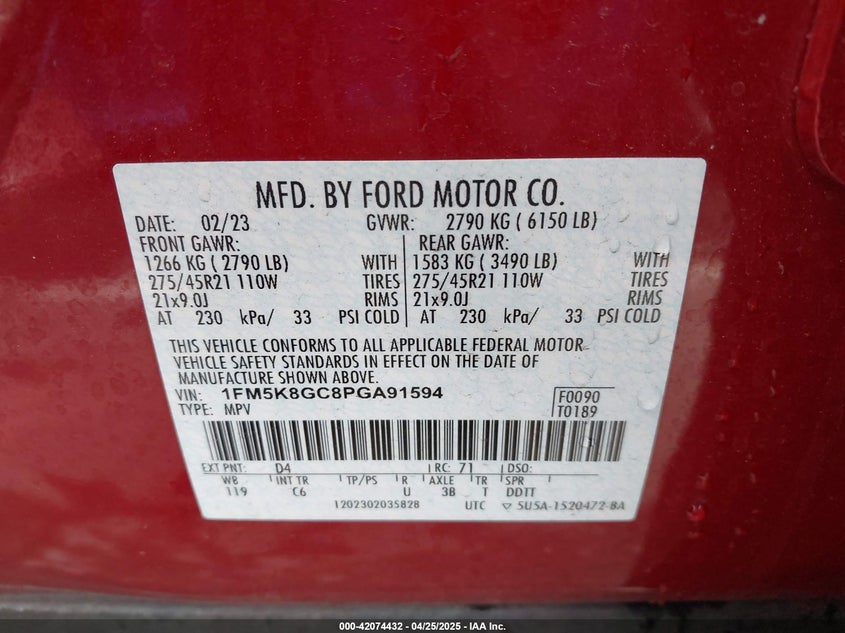 MFD. BY FORD MOTOR CO.
DATE: 02/23 GVWR: 2790 KG ( 6150 LB)
FRONT GAWR: REAR GAWR:
1266 KG ( 2790 LB) WITH 1583 KG ( 3490 LB) WITH
275/45R21 110W TIRES 275/45R21 110W TIRES
21x9.0J RIMS 21x9.0J RIMS
AT 230 kPa/ 33 PSI COLD AT 230 kPa/ 33 PSI COLD
THIS VEHICLE CONFORMS TO ALL APPLICABLE FEDERAL MOTOR
VEHICLE SAFETY STANDARDS IN EFFECT ON THE DATE OF
MANUFACTURE SHOWN ABOVE.
VIN: 1FM5K8GC8PGA91594 F0090
TYPE: MPV T0189
EXT PNT: D4 RC: 71 DSO:
WB INT TR TP/PS R AXLE TR SPR
119 C6 U 3B T DDTT
1202302035828 UTC ▽ 5U5A-1520472-BA
000-42074432 - 04/25/2025 - IAA Inc.